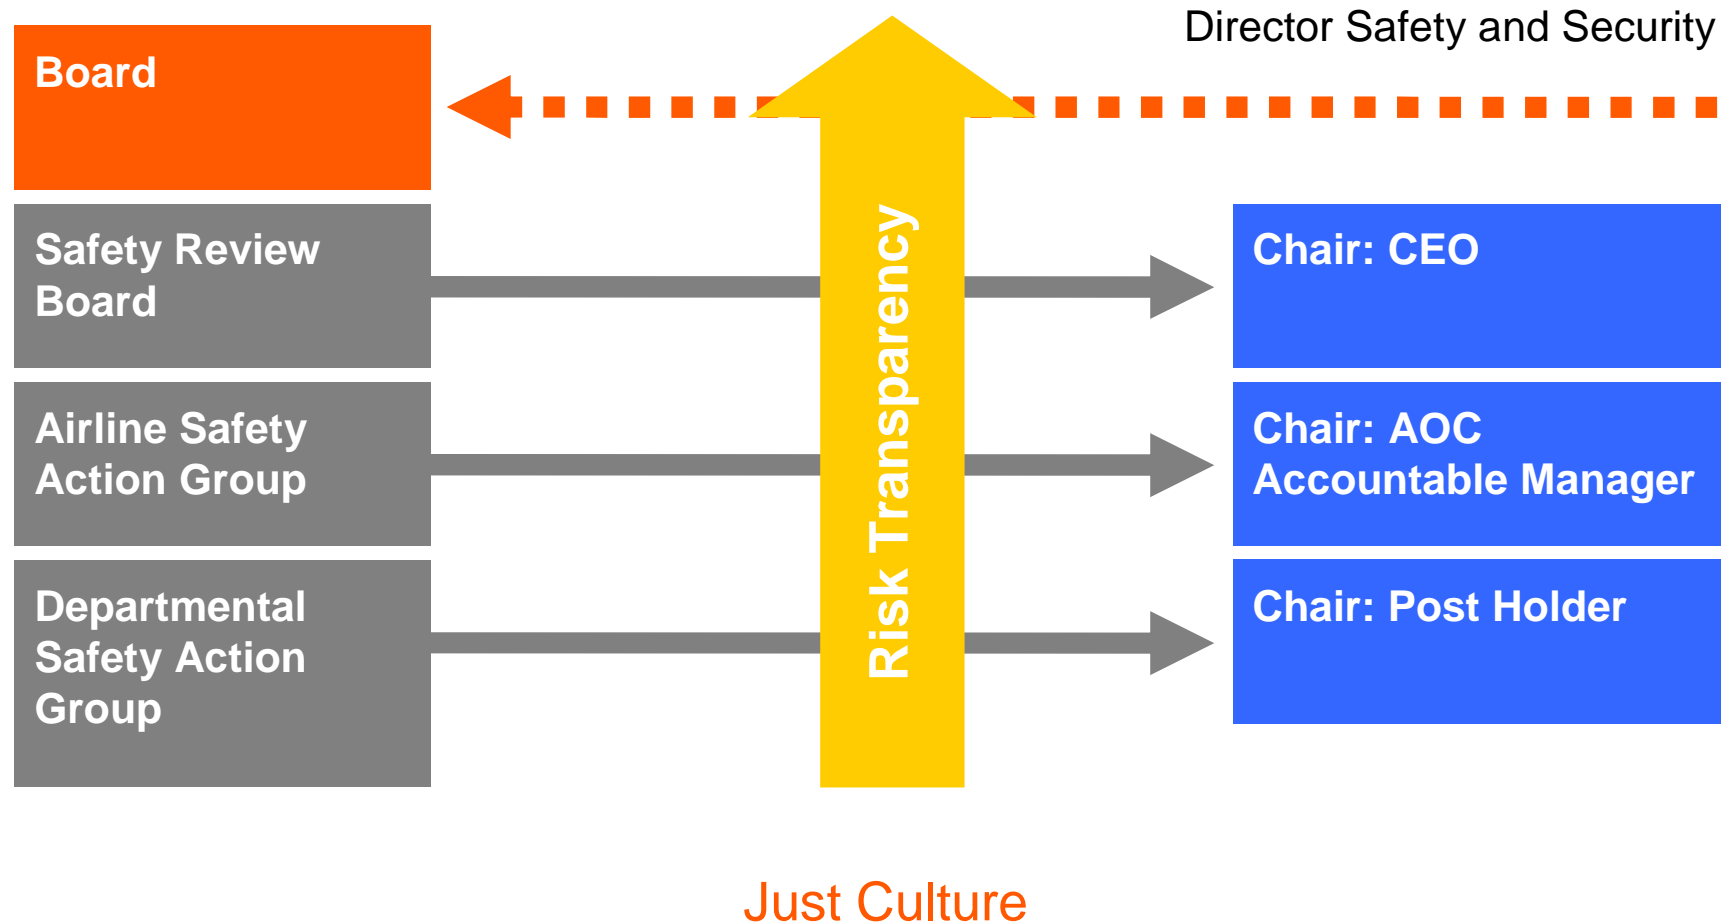 Director Safety and Security
Board
Safety Review
Board
Chair: CEO
Airline Safety
Action Group
Chair: AOC
Accountable Manager
Departmental
Safety Action
Group
Chair: Post Holder
Risk Transparency
Just Culture